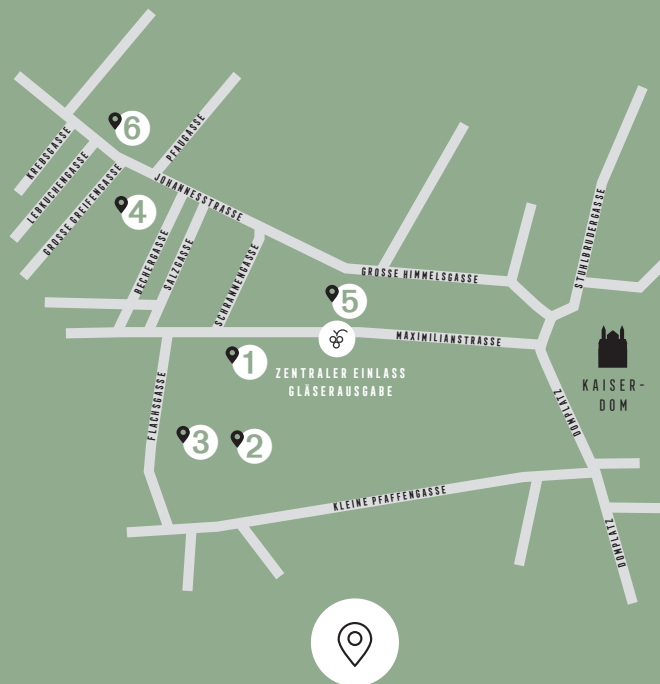 6
PFAUGASSE
KREBSGASSE
LEBKUCHENGASSE
GROSSE GREIFENGASSE
4
JOHANNESSTRASSE
BECHERGASSE
SALZGASSE
SCHRANNENGASSE
GROSSE HIMMELSGASSE
STUHLBRUDERGASSE
5
MAXIMILIANSTRASSE
1
ZENTRALER EINLASS
GLÄSERAUSGABE
KAISER-
DOM
FLACHSGASSE
DOMPLATZ
3
2
KLEINE PFAFFENGASSE
DOMPLATZ